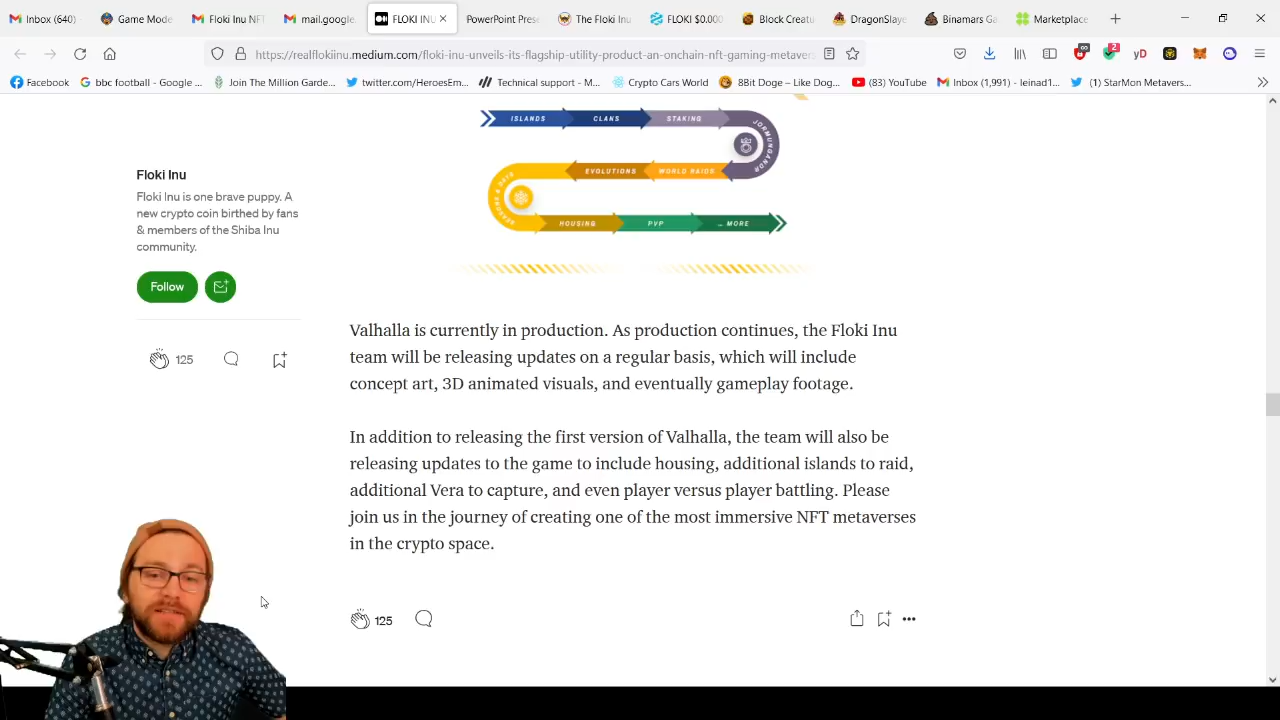 Inbox (640) -
Game Mode
Floki Inu NF
mail.google.
FLOKI INU
PowerPoint Pres
The Floki Inu
FLOKI $0.000
Block Creatu
DragonSlaye
Binamars Ga
Marketplace
https://realflokiinu.medium.com/floki-inu-unveils-its-flagship-utility-product-an-onchain-nft-gaming-metavers
Facebook
bbc football - Google ...
Join The Million Garde...
twitter.com/HeroesEm...
Technical support - M...
Crypto Cars World
8Bit Doge – Like Dog...
(83) YouTube
Inbox (1,991) - leinad1...
(1) StarMon Metavers...
ISLANDS CLANS STAKING
JORMUNGANDR
EVOLUTIONS WORLD RAIDS
HOUSING PVP ... MORE
Floki Inu
Floki Inu is one brave puppy. A
new crypto coin birthed by fans
& members of the Shiba Inu
community.
Follow
125
Valhalla is currently in production. As production continues, the Floki Inu
team will be releasing updates on a regular basis, which will include
concept art, 3D animated visuals, and eventually gameplay footage.
In addition to releasing the first version of Valhalla, the team will also be
releasing updates to the game to include housing, additional islands to raid,
additional Vera to capture, and even player versus player battling. Please
join us in the journey of creating one of the most immersive NFT metaverses
in the crypto space.
125